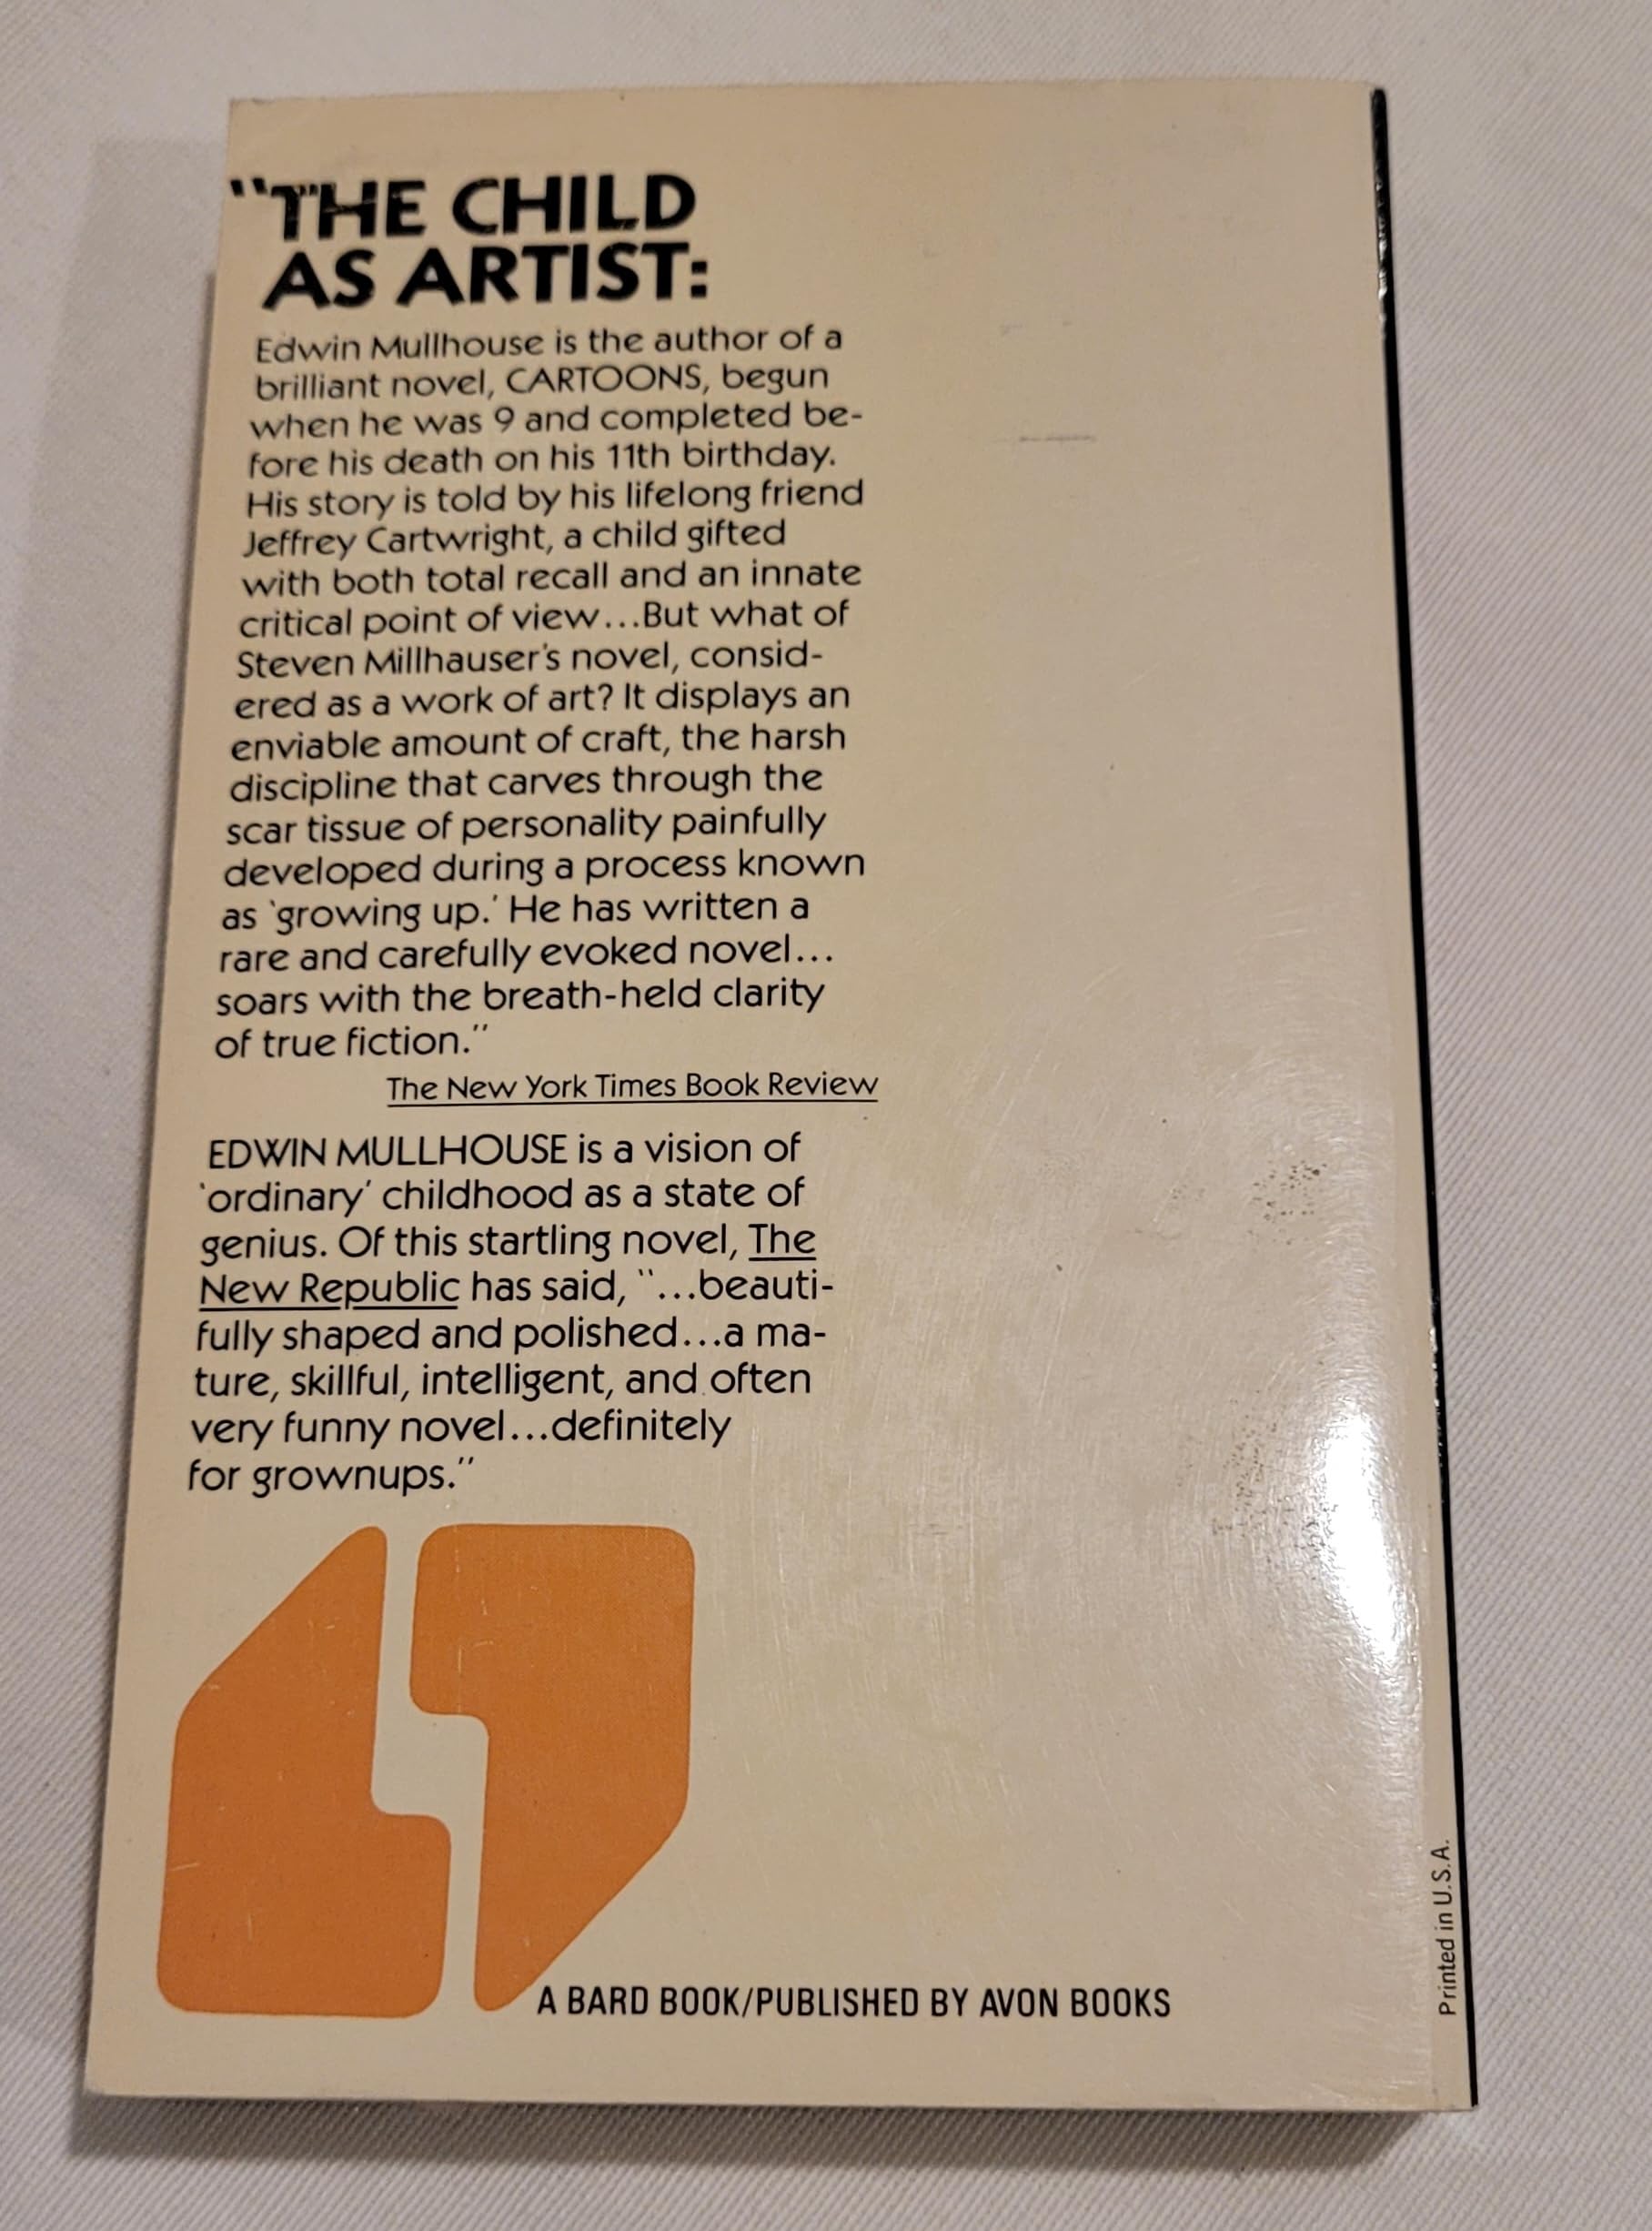 "THE CHILD
AS ARTIST:
Edwin Mullhouse is the author of a
brilliant novel, CARTOONS, begun
when he was 9 and completed be-
fore his death on his 11th birthday.
His story is told by his lifelong friend
Jeffrey Cartwright, a child gifted
with both total recall and an innate
critical point of view...But what of
Steven Millhauser's novel, consid-
ered as a work of art? It displays an
enviable amount of craft, the harsh
discipline that carves through the
scar tissue of personality painfully
developed during a process known
as 'growing up.' He has written a
rare and carefully evoked novel...
soars with the breath-held clarity
of true fiction."
The New York Times Book Review
EDWIN MULLHOUSE is a vision of
'ordinary' childhood as a state of
genius. Of this startling novel, The
New Republic has said, "...beauti-
fully shaped and polished...a ma-
ture, skillful, intelligent, and often
very funny novel...definitely
for grownups."
A BARD BOOK/PUBLISHED BY AVON BOOKS
Printed in U.S.A.